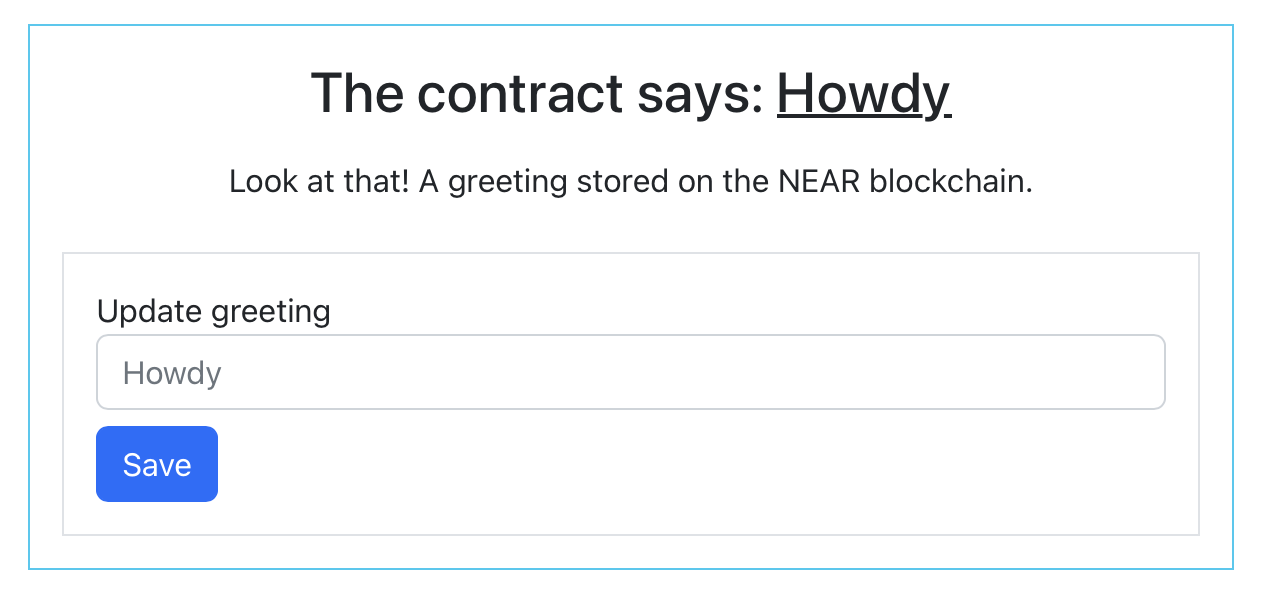 The contract says: Howdy
Look at that! A greeting stored on the NEAR blockchain.
Update greeting
Howdy
Save